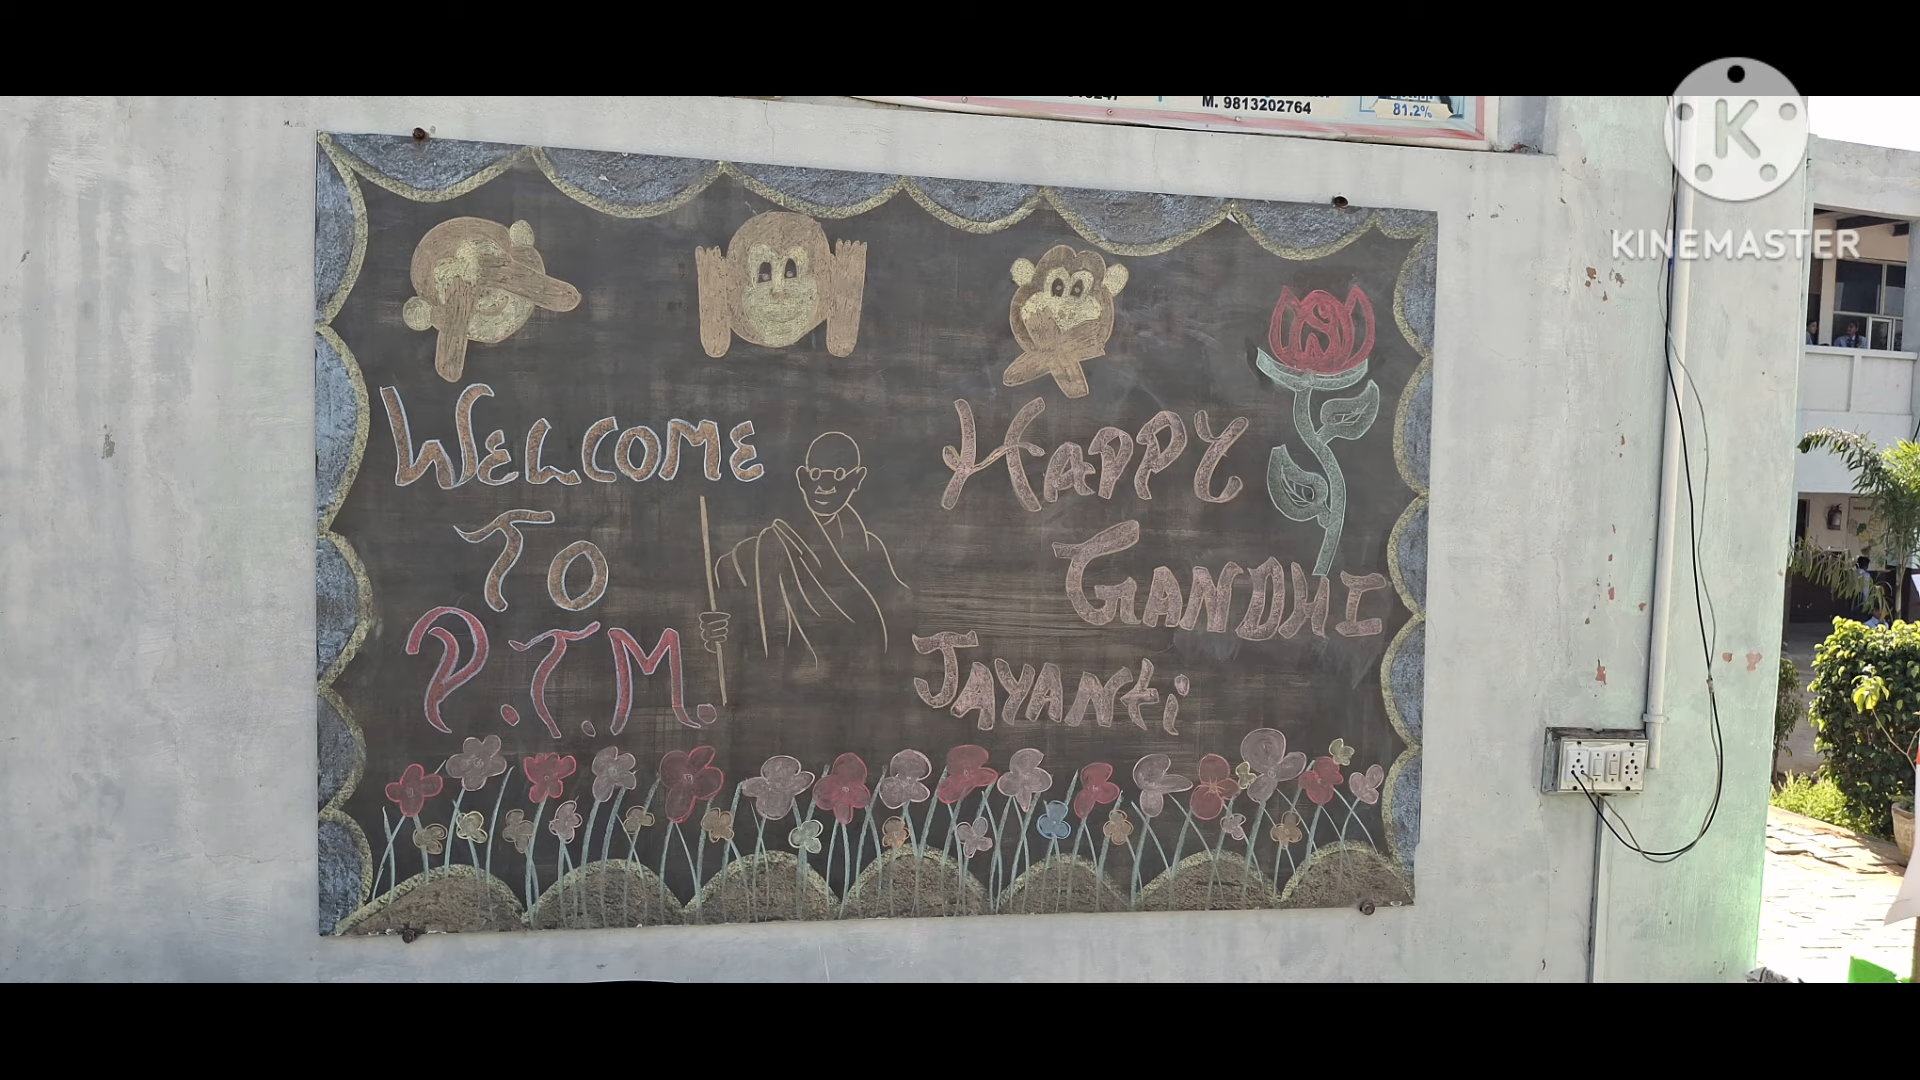 M. 9813202764
81.2%
K
KINEMASTER
WELCOME
TO
P.T.M.
HAPPY
GANDHI
JAYANti